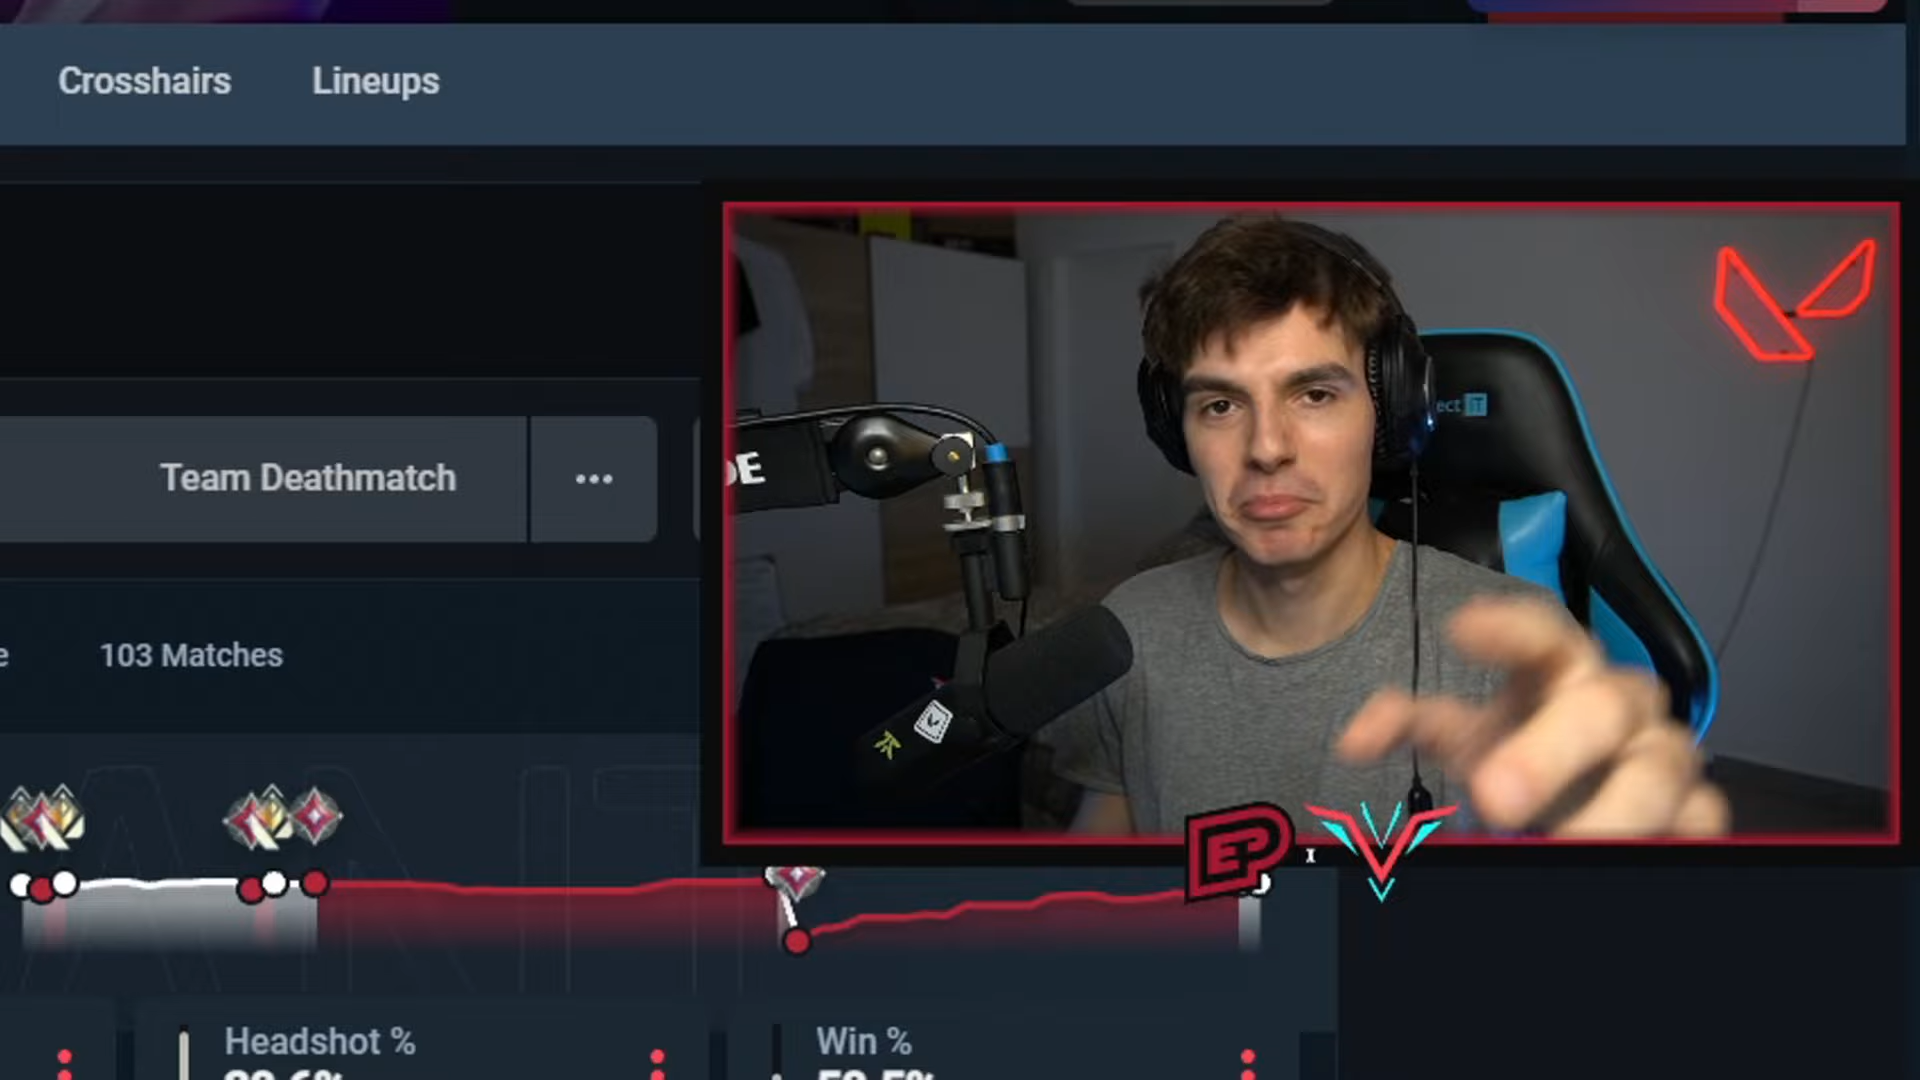 Crosshairs Lineups
Team Deathmatch
103 Matches
Headshot %
Win %